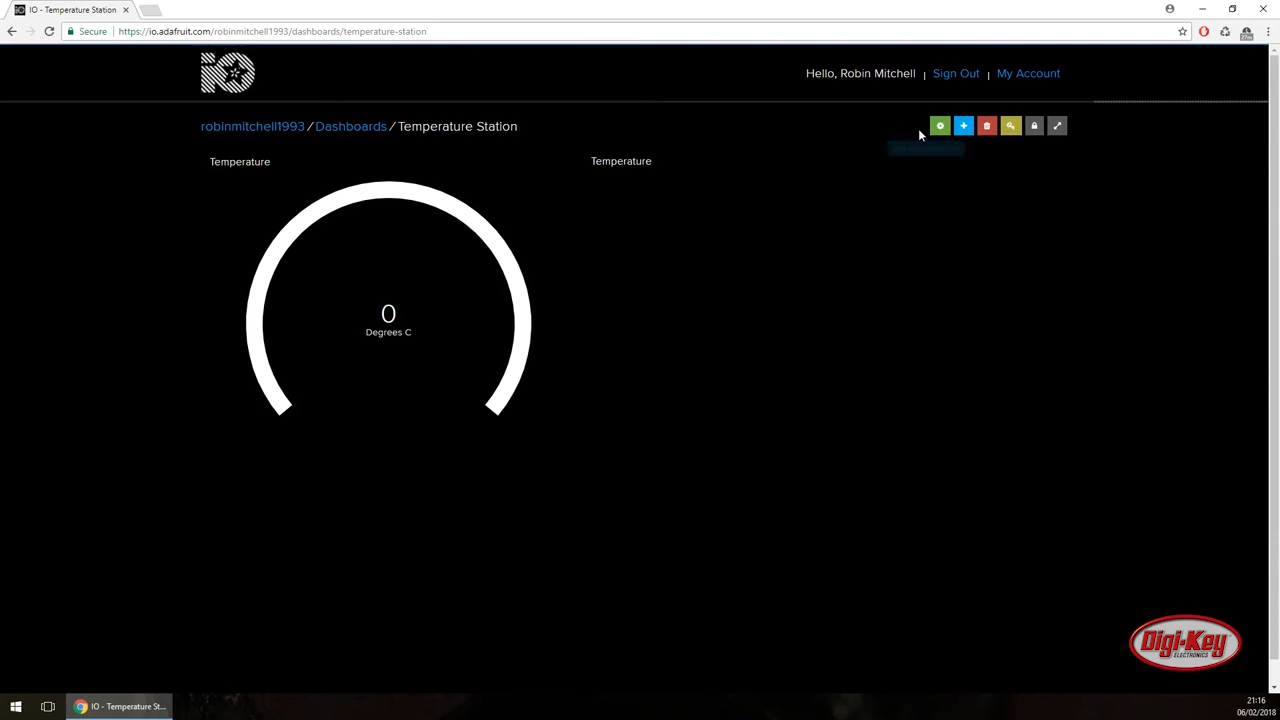 IO - Temperature Station
Secure
https://io.adafruit.com/robinmitchell1993/dashboards/temperature-station
iO
Hello, Robin Mitchell | Sign Out | My Account
robinmitchell1993 / Dashboards / Temperature Station
Temperature
Temperature
0
Degrees C
Digi-Key
ELECTRONICS
IO - Temperature St...
21:16
06/02/2018